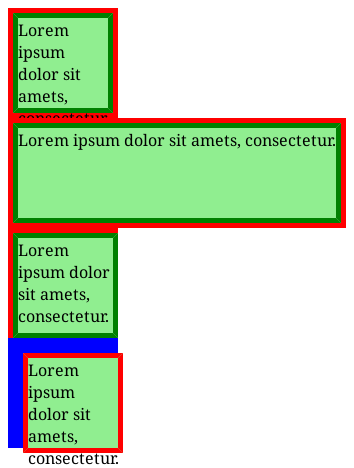 Lorem
ipsum
dolor sit
amets,
consectetur.
Lorem ipsum dolor sit amets, consectetur.
Lorem
ipsum dolor
sit amets,
consectetur.
Lorem
ipsum
dolor sit
amets,
consectetur.